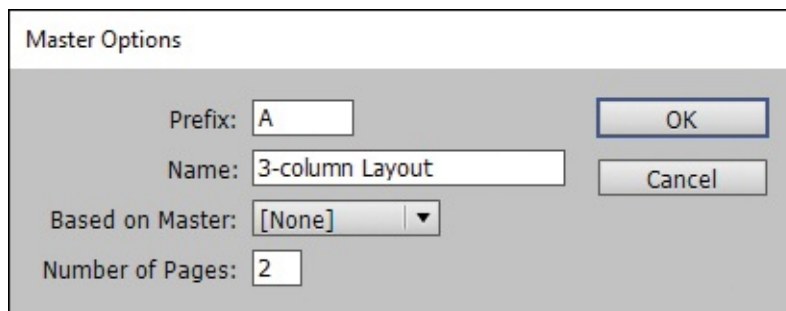 Master Options
Prefix: A
OK
Name: 3-column Layout
Cancel
Based on Master: [None]
Number of Pages: 2